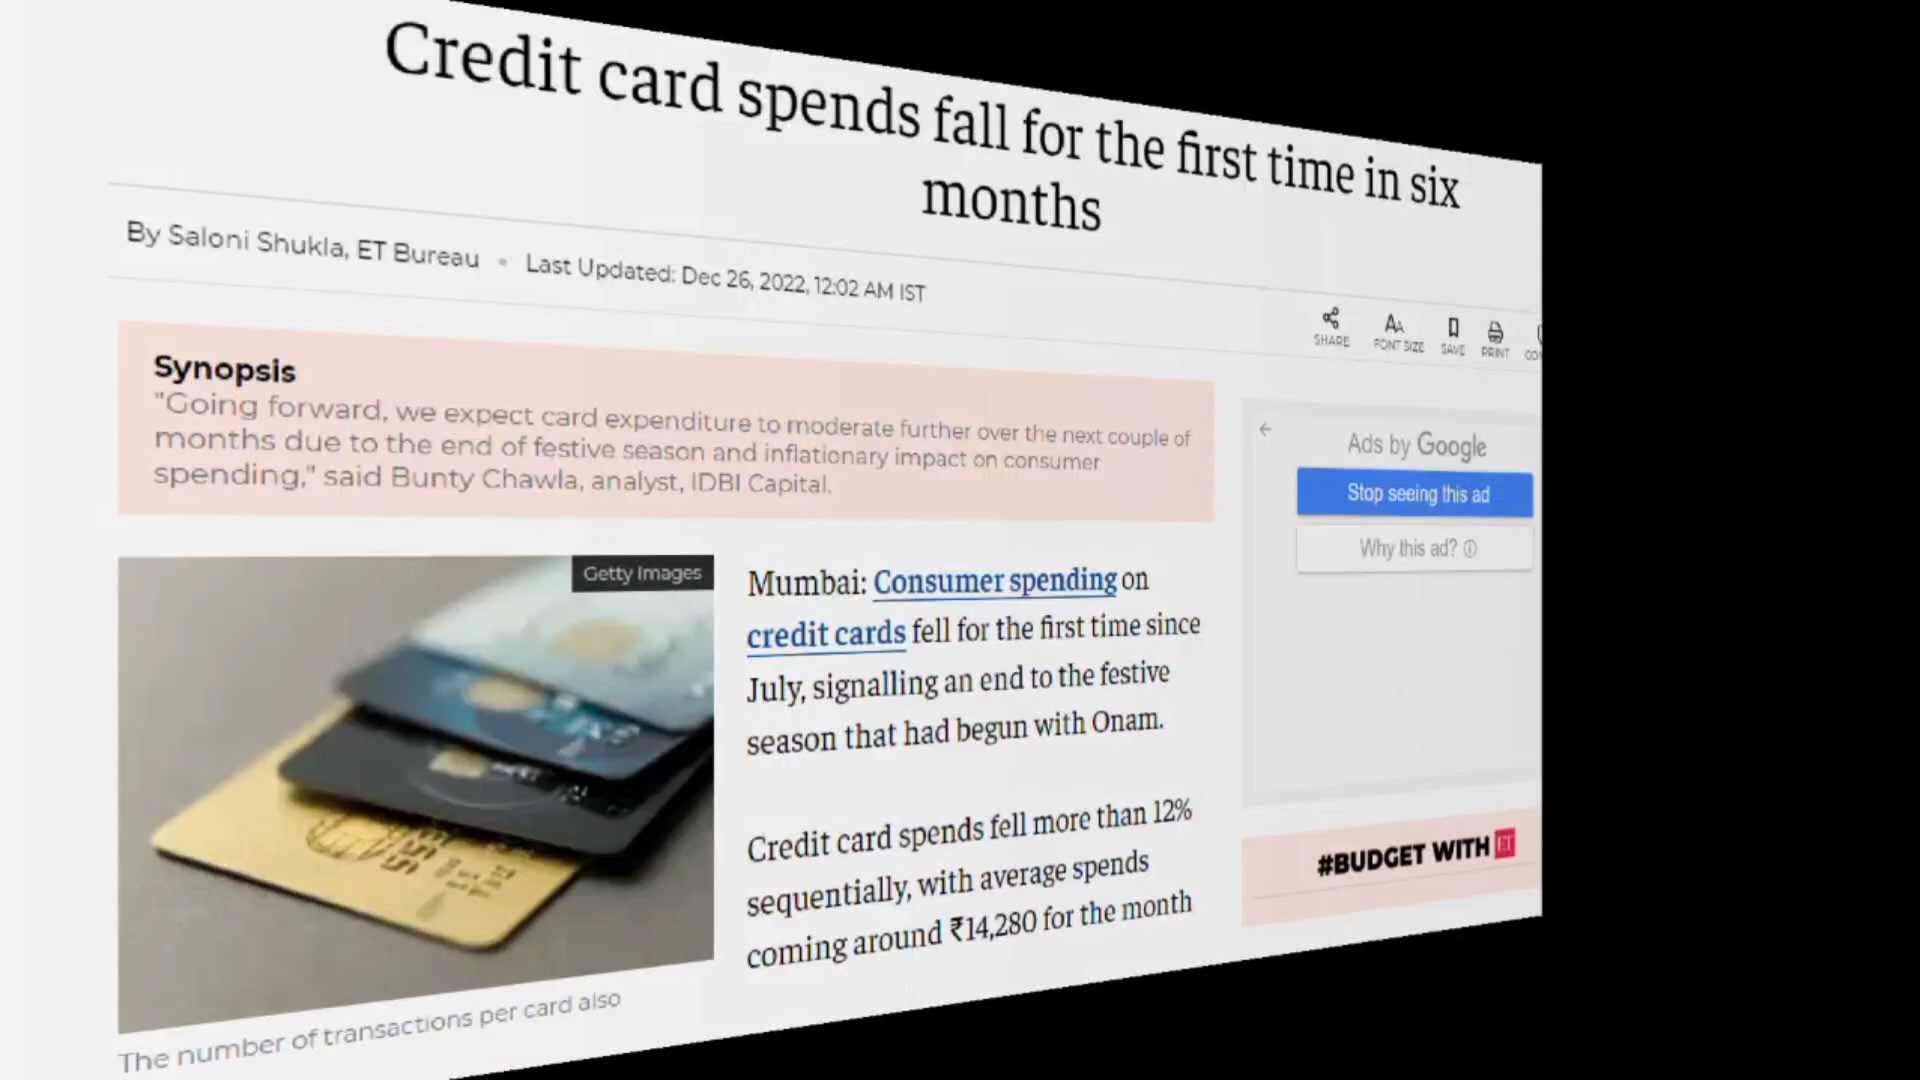 Credit card spends fall for the first time in six
months
By Saloni Shukla, ET Bureau • Last Updated: Dec 26, 2022, 12:02 AM IST
SHARE
FONT SIZE
SAVE
PRINT
Synopsis
"Going forward, we expect card expenditure to moderate further over the next couple of
months due to the end of festive season and inflationary impact on consumer
spending," said Bunty Chawla, analyst, IDBI Capital.
Ads by Google
Stop seeing this ad
Why this ad?
Getty Images
Mumbai: Consumer spending on
credit cards fell for the first time since
July, signalling an end to the festive
season that had begun with Onam.
Credit card spends fell more than 12%
sequentially, with average spends
coming around ₹14,280 for the month
#BUDGET WITH ET
The number of transactions per card also